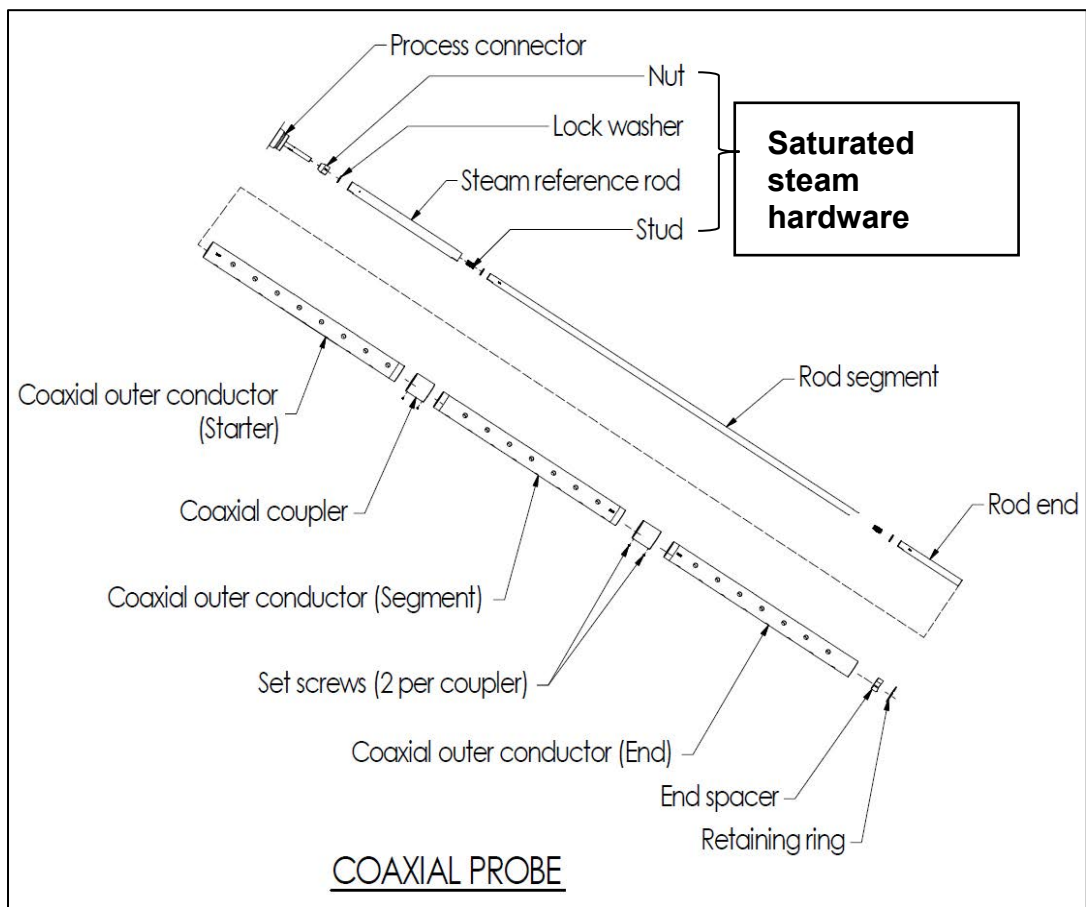 Process connector
Nut
Lock washer
Steam reference rod
Stud
Saturated
steam
hardware
Rod segment
Rod end
Coaxial outer conductor
(Starter)
Coaxial coupler
Coaxial outer conductor (Segment)
Set screws (2 per coupler)
Coaxial outer conductor (End)
End spacer
Retaining ring
COAXIAL PROBE